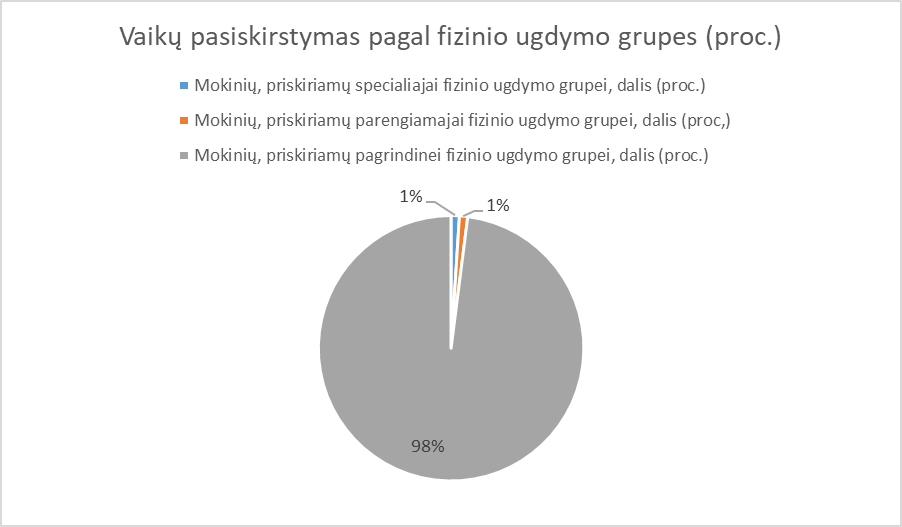 Vaikų pasiskirstymas pagal fizinio ugdymo grupes (proc.)
Mokinių, priskiriamų specialiajai fizinio ugdymo grupei, dalis (proc.)
Mokinių, priskiriamų parengiamajai fizinio ugdymo grupei, dalis (proc,)
Mokinių, priskiriamų pagrindinei fizinio ugdymo grupei, dalis (proc.)
1%
1%
98%